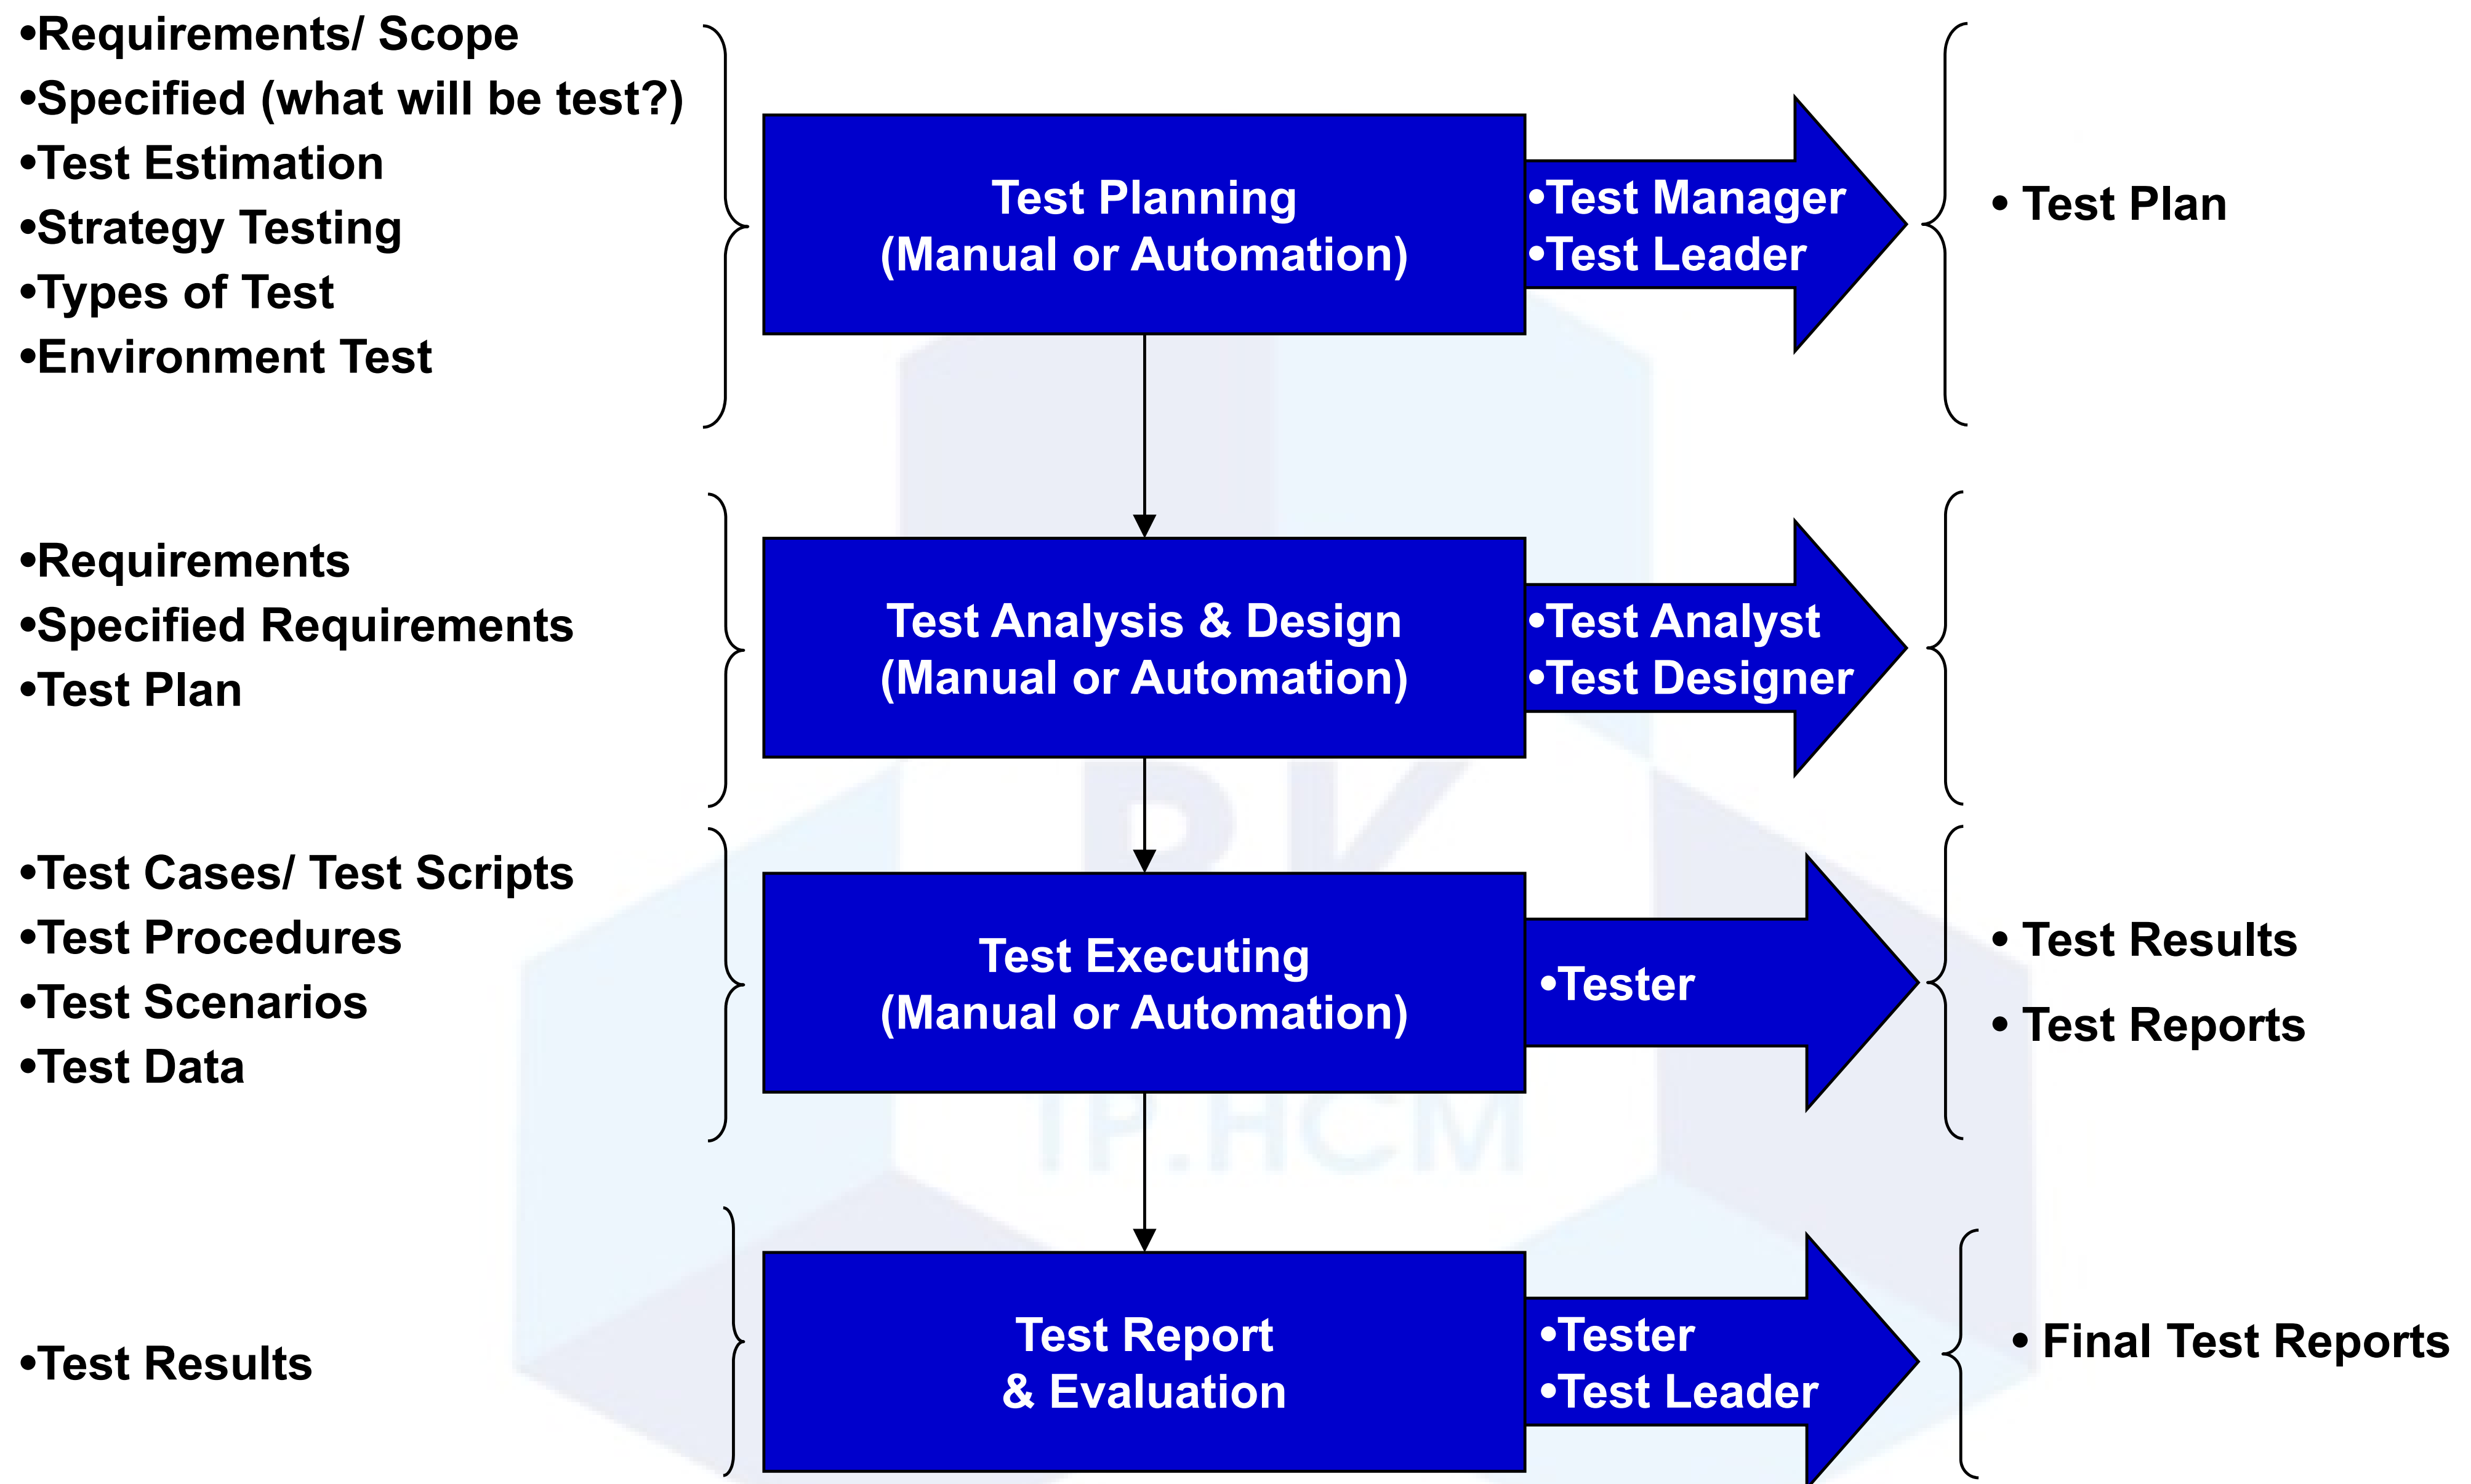 •Requirements/ Scope
•Specified (what will be test?)
•Test Estimation
•Strategy Testing
•Types of Test
•Environment Test
Test Planning
(Manual or Automation)
•Test Manager
•Test Leader
• Test Plan
•Requirements
•Specified Requirements
•Test Plan
Test Analysis & Design
(Manual or Automation)
•Test Analyst
•Test Designer
•Test Cases/ Test Scripts
•Test Procedures
•Test Scenarios
•Test Data
Test Executing
(Manual or Automation)
•Tester
• Test Results
• Test Reports
•Test Results
Test Report
& Evaluation
•Tester
•Test Leader
• Final Test Reports
BK
TP.HCM